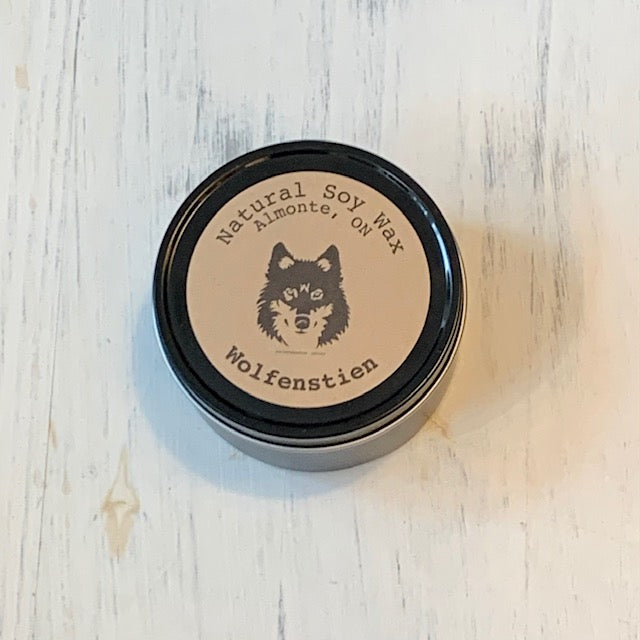 Natural Soy Wax
Almonte, ON
Wolfenstien